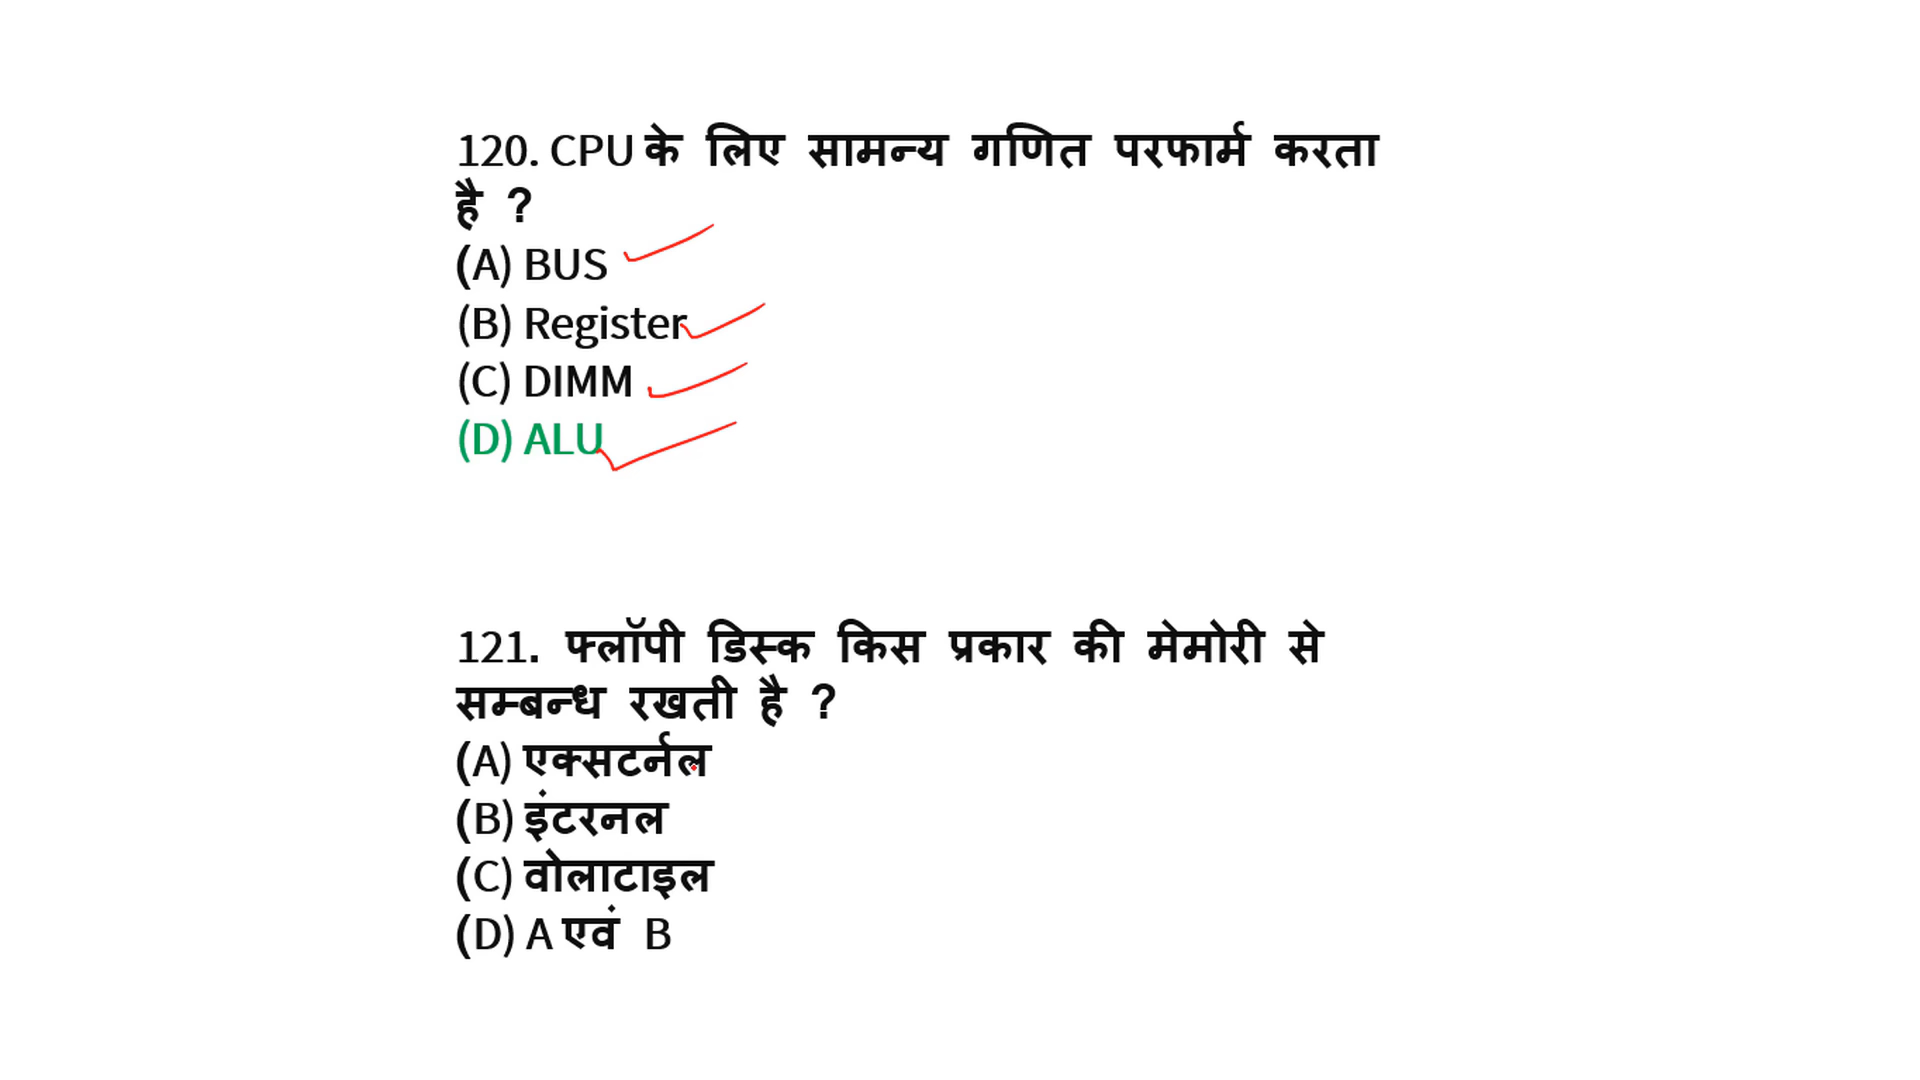 120. CPU के लिए सामन्य गणित परफार्म करता
है ?
(A) BUS
(B) Register
(C) DIMM
(D) ALU
121. फ्लॉपी डिस्क किस प्रकार की मेमोरी से
सम्बन्ध रखती है ?
(A) एक्सटर्नल
(B) इंटरनल
(C) वोलाटाइल
(D) A एवं B